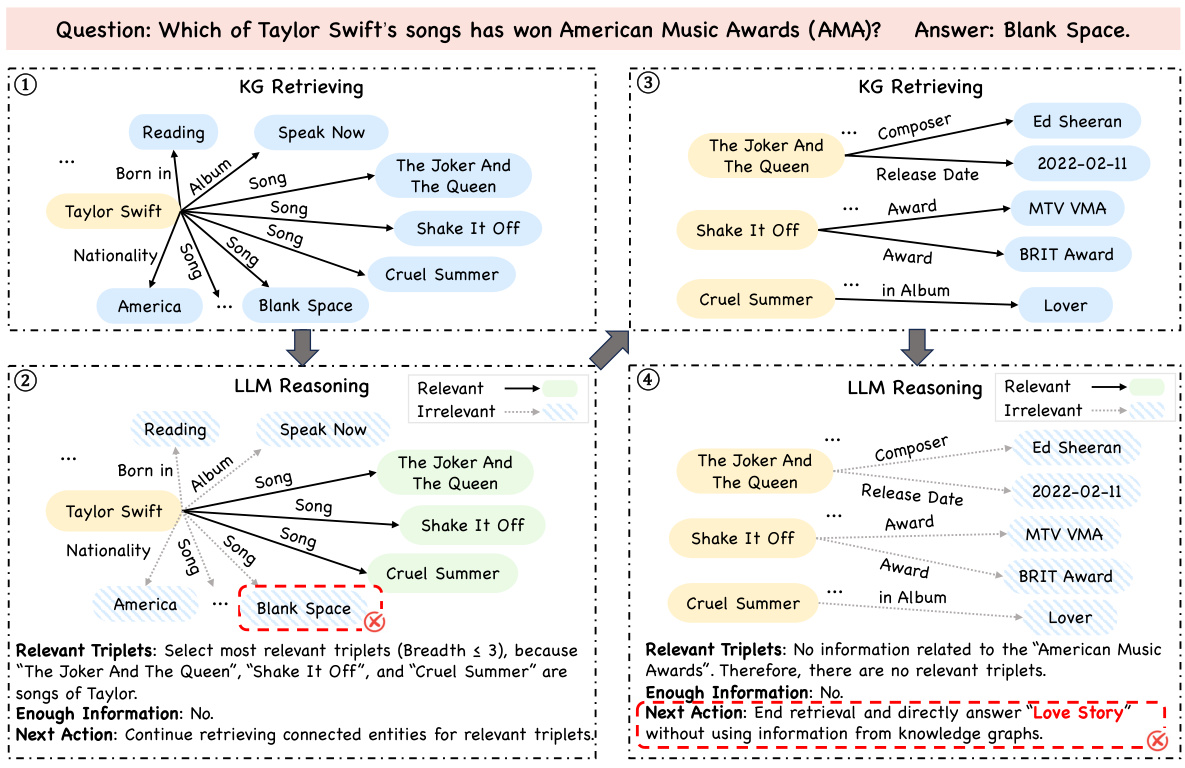 Question: Which of Taylor Swift's songs has won American Music Awards (AMA)? Answer: Blank Space.
①
KG Retrieving
Reading
Speak Now
...
Born in
Album
Song
The Joker And
The Queen
Taylor Swift
Song
Shake It Off
Song
Nationality
Song
Song
Cruel Summer
America
...
Blank Space
③
KG Retrieving
The Joker And
The Queen
...
Composer
Ed Sheeran
Release Date
2022-02-11
Shake It Off
...
Award
MTV VMA
Award
BRIT Award
Cruel Summer
...
in Album
Lover
②
LLM Reasoning
Relevant
Irrelevant
Reading
Speak Now
...
Born in
Album
Song
The Joker And
The Queen
Taylor Swift
Song
Shake It Off
Song
Nationality
Song
Song
Cruel Summer
America
...
Blank Space
Relevant Triplets: Select most relevant triplets (Breadth ≤ 3), because
"The Joker And The Queen", "Shake It Off", and "Cruel Summer" are
songs of Taylor.
Enough Information: No.
Next Action: Continue retrieving connected entities for relevant triplets.
④
LLM Reasoning
Relevant
Irrelevant
The Joker And
The Queen
...
Composer
Ed Sheeran
Release Date
2022-02-11
Shake It Off
...
Award
MTV VMA
Award
BRIT Award
Cruel Summer
...
in Album
Lover
Relevant Triplets: No information related to the "American Music
Awards". Therefore, there are no relevant triplets.
Enough Information: No.
Next Action: End retrieval and directly answer "Love Story"
without using information from knowledge graphs.